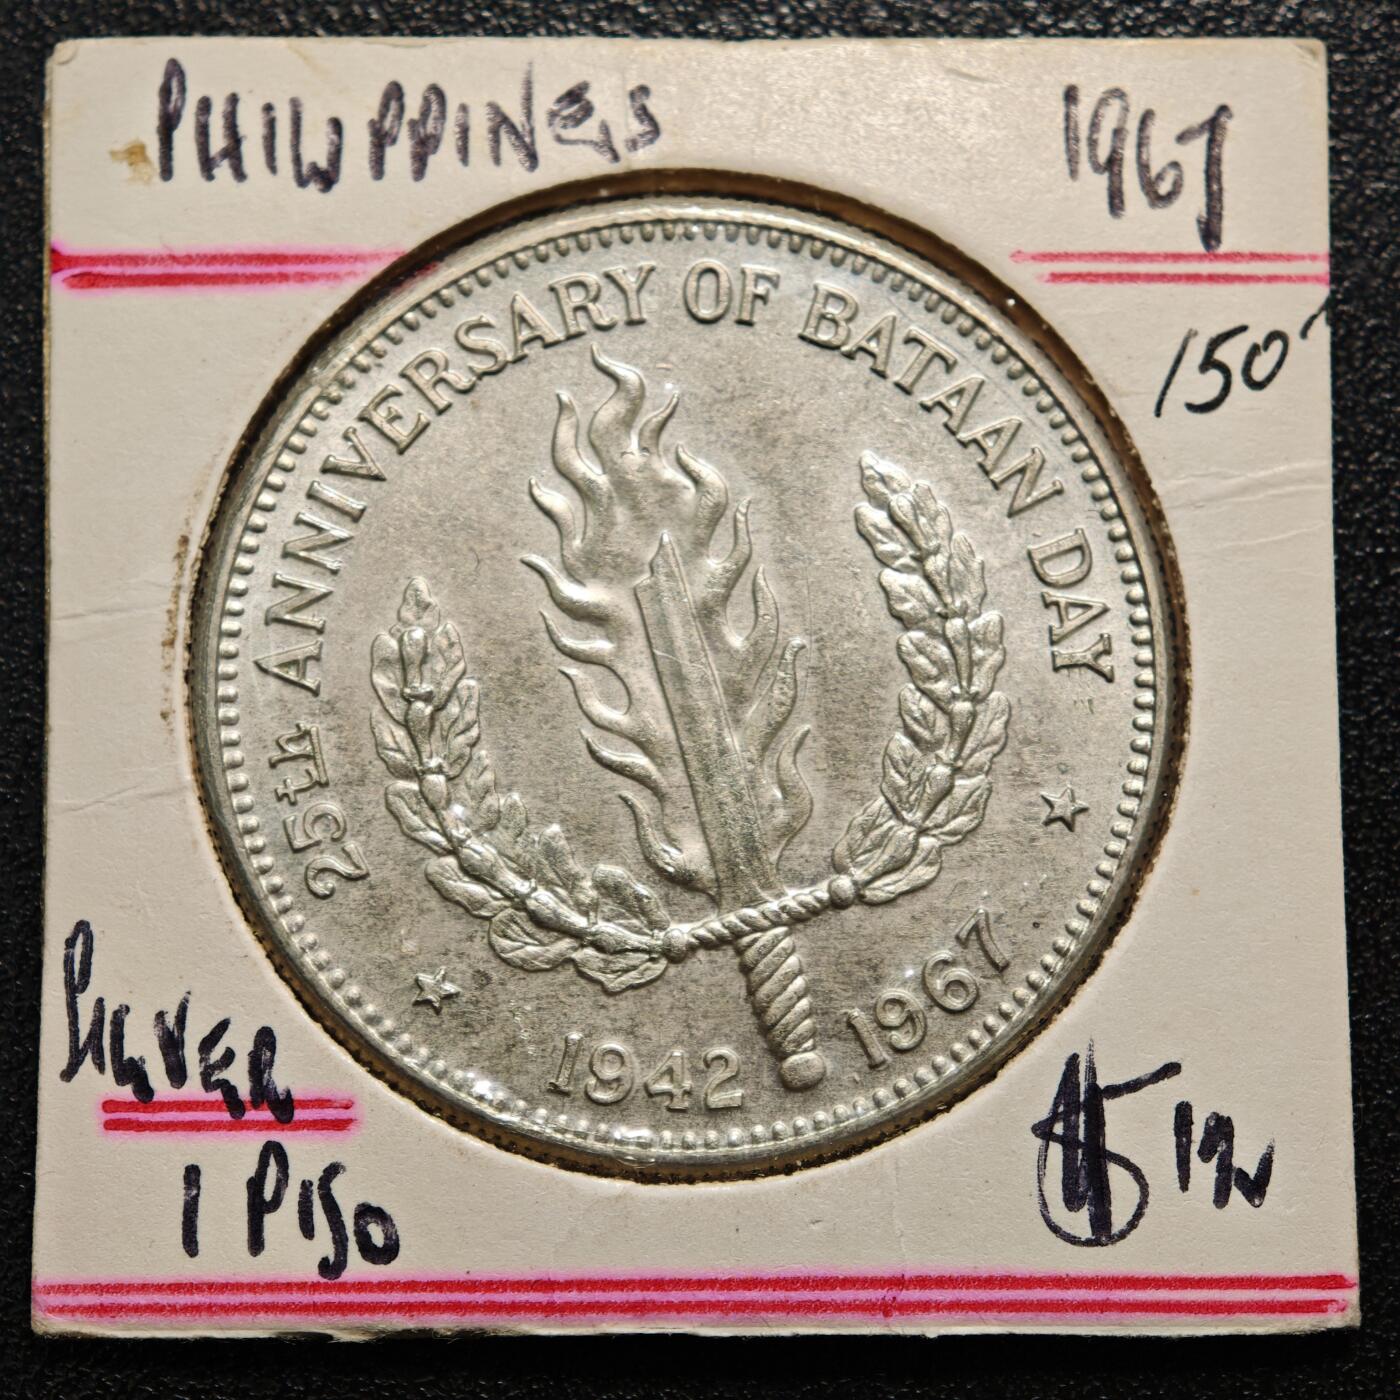 PHILIPPINES 1967
150
25th ANNIVERSARY OF BATAAN DAY
1942 1967
SILVER
1 PISO